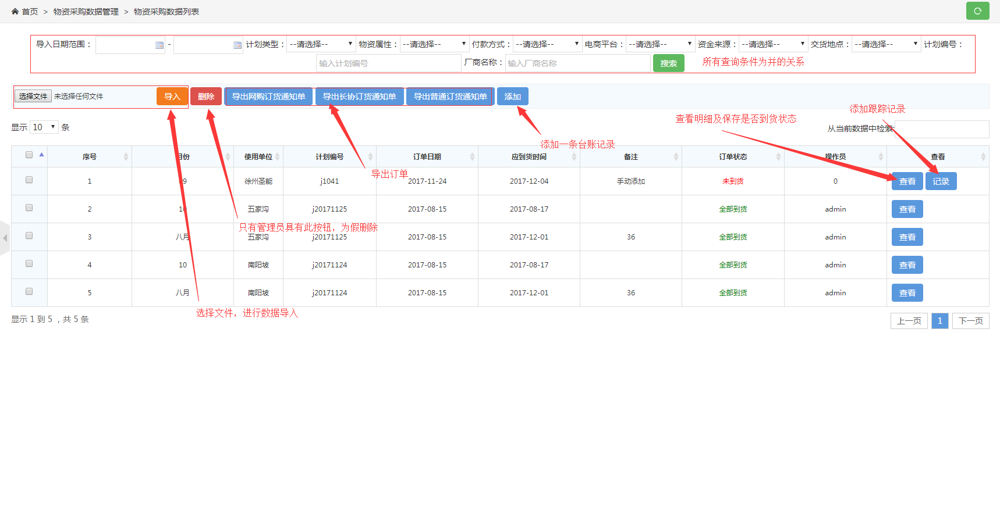 首页 > 物资采购数据管理 > 物资采购数据列表
导入日期范围： - 计划类型： --请选择-- 物资属性： --请选择-- 付款方式： --请选择-- 电商平台： --请选择-- 资金来源： --请选择-- 交货地点： --请选择-- 计划编号：
输入计划编号 厂商名称： 输入厂商名称 搜索 所有查询条件为并的关系
选择文件 未选择任何文件 导入 删除 导出网购订货通知单 导出长协订货通知单 导出普通订货通知单 添加
添加跟踪记录
查看明细及保存是否到货状态
显示 10 条 从当前数据中检索:
添加一条台账记录
序号 月份 使用单位 计划编号 订单日期 应到货时间 备注 订单状态 操作员 查看
导出订单
1 09 徐州圣能 j1041 2017-11-24 2017-12-04 手动添加 未到货 0 查看 记录
2 10 五家沟 j20171125 2017-08-15 2017-08-17 全部到货 admin 查看
只有管理员具有此按钮，为假删除
3 八月 五家沟 j20171125 2017-08-15 2017-12-01 36 全部到货 admin 查看
4 10 南阳坡 j20171124 2017-08-15 2017-08-17 全部到货 admin 查看
5 八月 南阳坡 j20171124 2017-08-15 2017-12-01 36 全部到货 admin 查看
选择文件，进行数据导入
显示 1 到 5 ，共 5 条 上一页 1 下一页